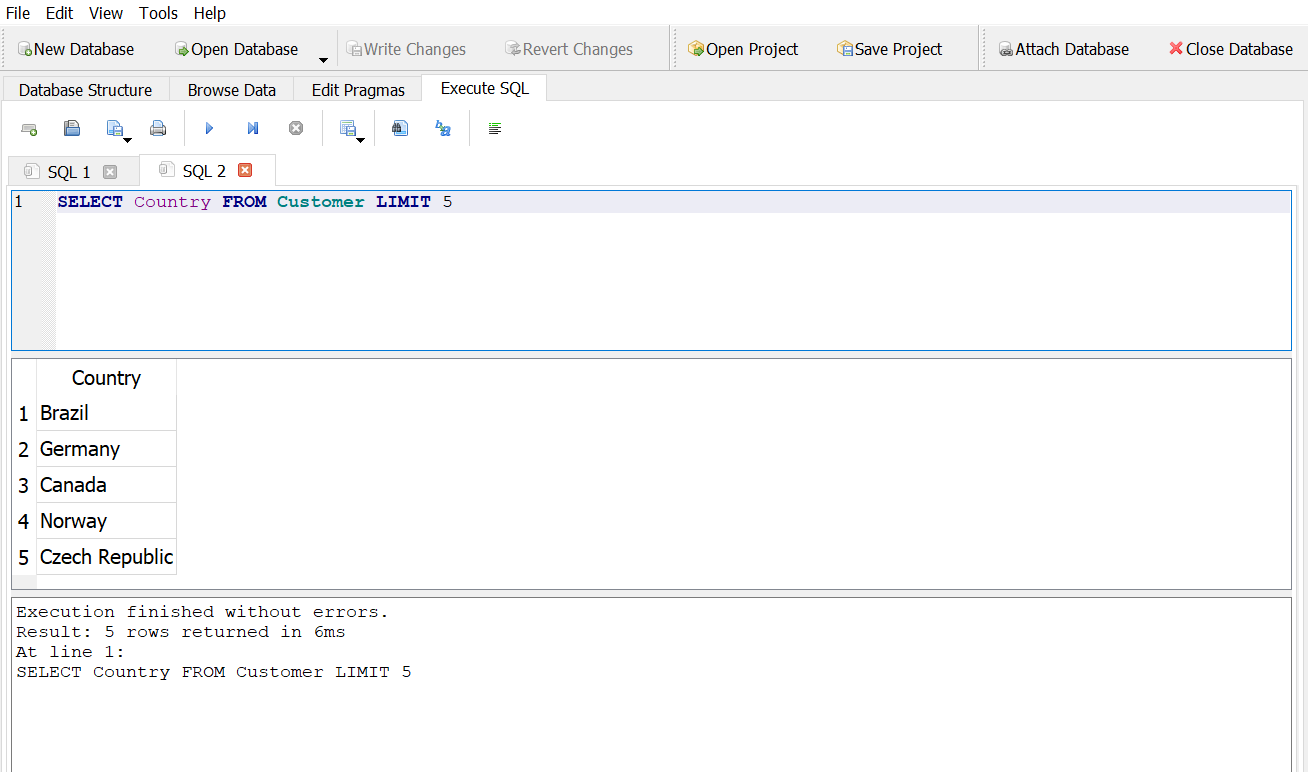 File Edit View Tools Help
New Database Open Database Write Changes Revert Changes Open Project Save Project Attach Database Close Database
Database Structure Browse Data Edit Pragmas Execute SQL
SQL 1 SQL 2
1 SELECT Country FROM Customer LIMIT 5
Country
1 Brazil
2 Germany
3 Canada
4 Norway
5 Czech Republic
Execution finished without errors.
Result: 5 rows returned in 6ms
At line 1:
SELECT Country FROM Customer LIMIT 5